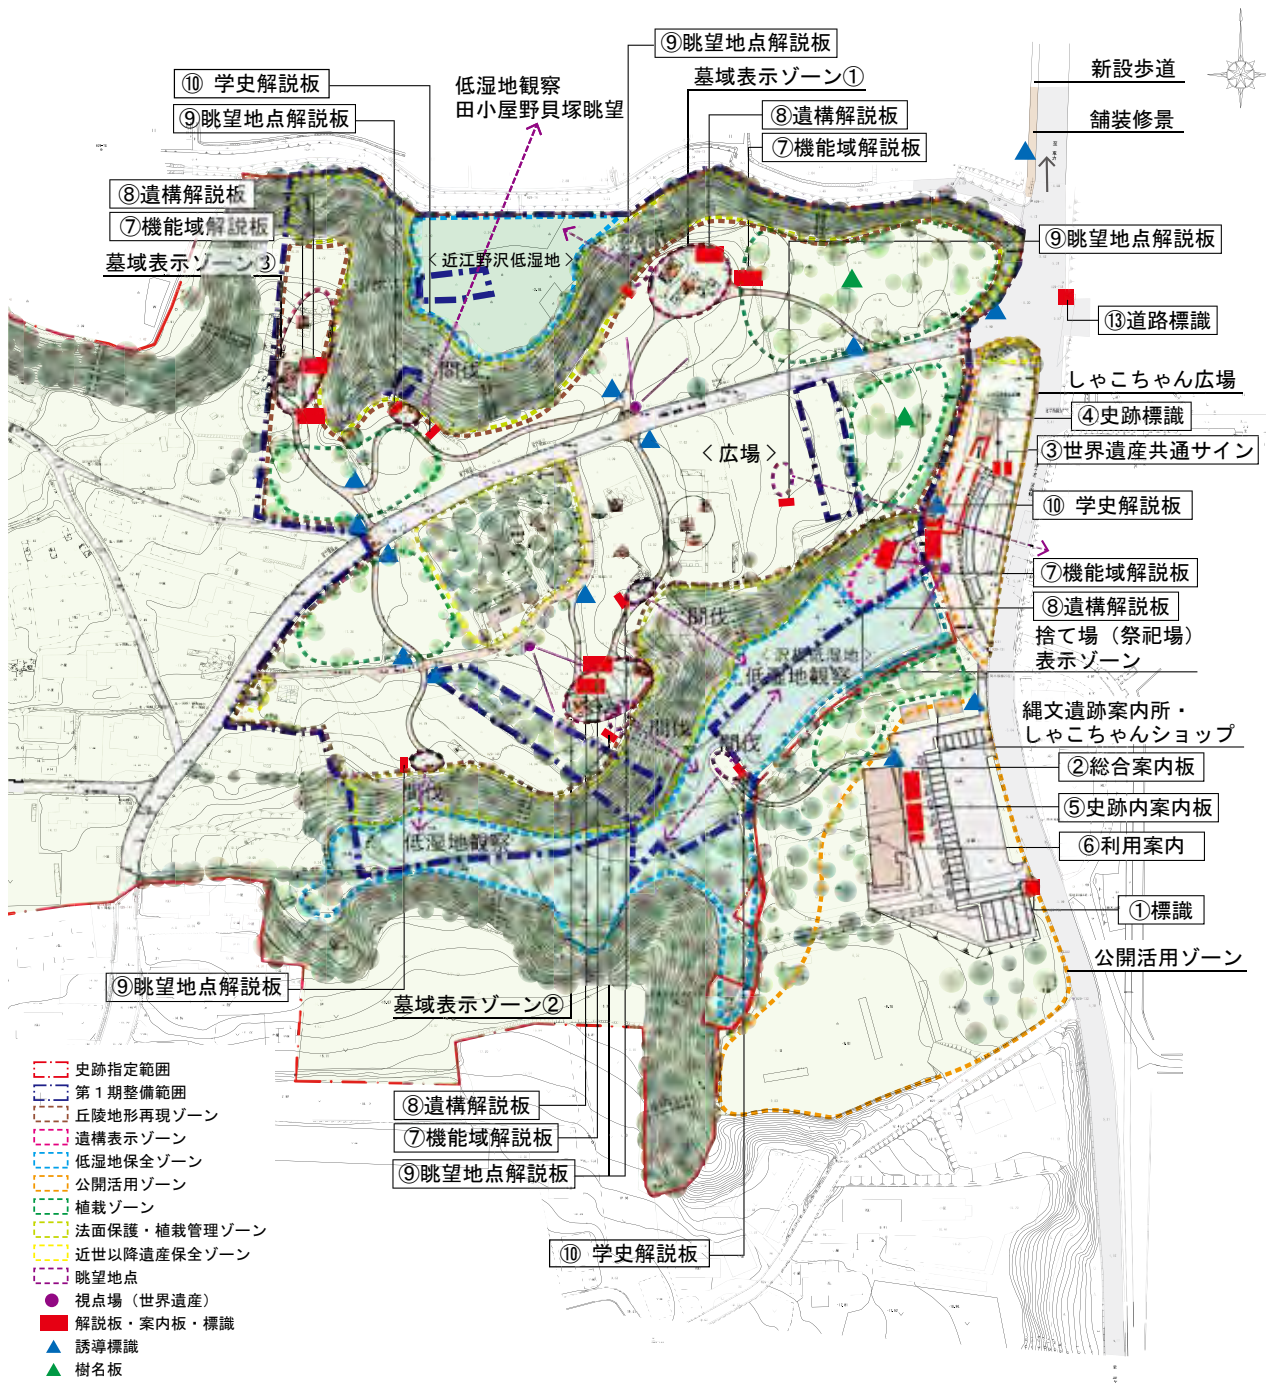 ⑨眺望地点解説板
新設歩道
⑩ 学史解説板
低湿地観察
田小屋野貝塚眺望
墓域表示ゾーン①
⑨眺望地点解説板
⑧遺構解説板
舗装修景
⑦機能域解説板
⑧遺構解説板
⑦機能域解説板
⑨眺望地点解説板
墓域表示ゾーン③
<近江野沢低湿地>
⑬道路標識
間伐
しゃこちゃん広場
④史跡標識
<広場>
③世界遺産共通サイン
⑩ 学史解説板
⑦機能域解説板
⑧遺構解説板
間伐
捨て場（祭祀場）
表示ゾーン
<沢根低湿地>
低湿地観察
縄文遺跡案内所・
しゃこちゃんショップ
間伐
間伐
②総合案内板
間伐
⑤史跡内案内板
低湿地観察
⑥利用案内
①標識
公開活用ゾーン
⑨眺望地点解説板
墓域表示ゾーン②
⑧遺構解説板
⑦機能域解説板
⑨眺望地点解説板
⑩ 学史解説板
史跡指定範囲
第１期整備範囲
丘陵地形再現ゾーン
遺構表示ゾーン
低湿地保全ゾーン
公開活用ゾーン
植栽ゾーン
法面保護・植栽管理ゾーン
近世以降遺産保全ゾーン
眺望地点
視点場（世界遺産）
解説板・案内板・標識
誘導標識
樹名板